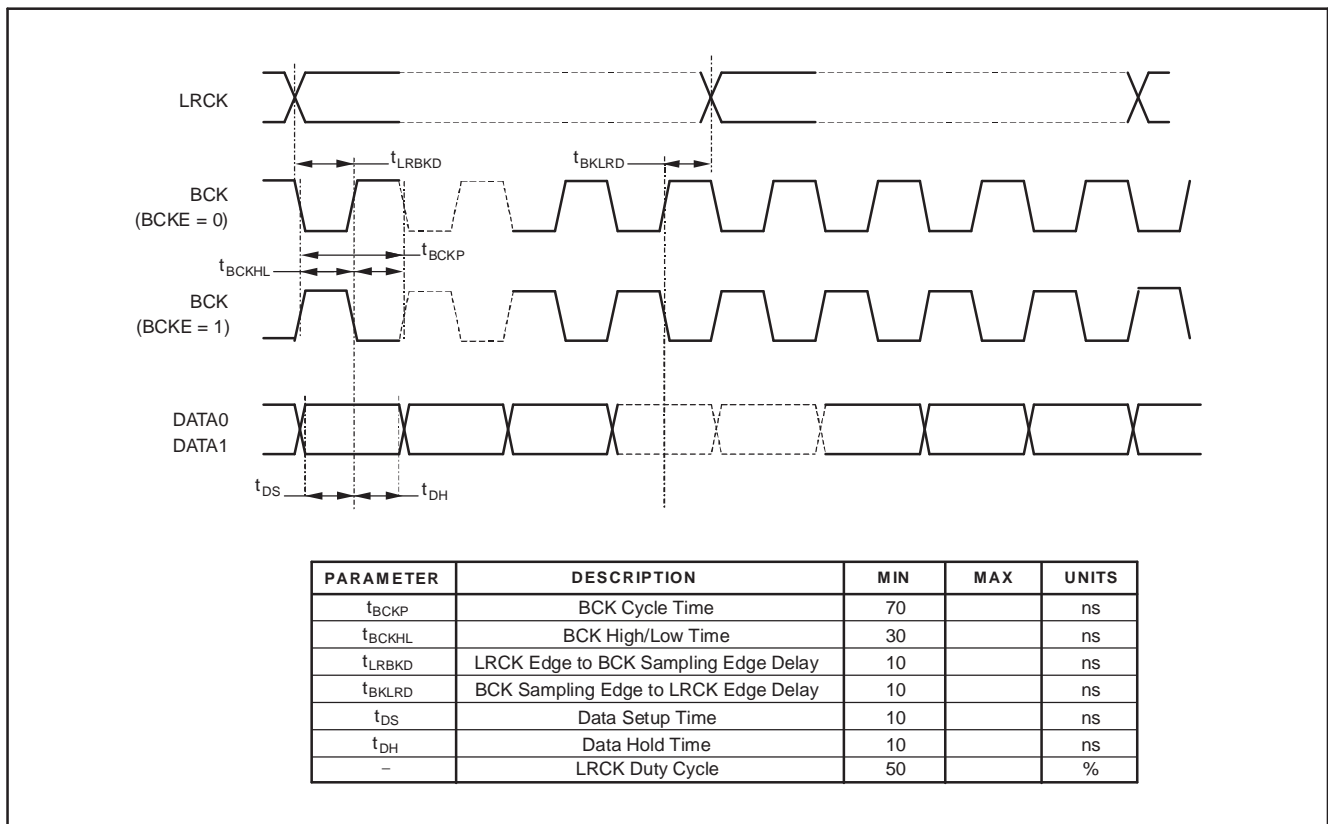 LRCK
tLRBKD
tBKLRD
BCK
(BCKE = 0)
tBCKP
tBCKHL
BCK
(BCKE = 1)
DATA0
DATA1
tDS
tDH
PARAMETER DESCRIPTION MIN MAX UNITS
tBCKP BCK Cycle Time 70 ns
tBCKHL BCK High/Low Time 30 ns
tLRBKD LRCK Edge to BCK Sampling Edge Delay 10 ns
tBKLRD BCK Sampling Edge to LRCK Edge Delay 10 ns
tDS Data Setup Time 10 ns
tDH Data Hold Time 10 ns
– LRCK Duty Cycle 50 %